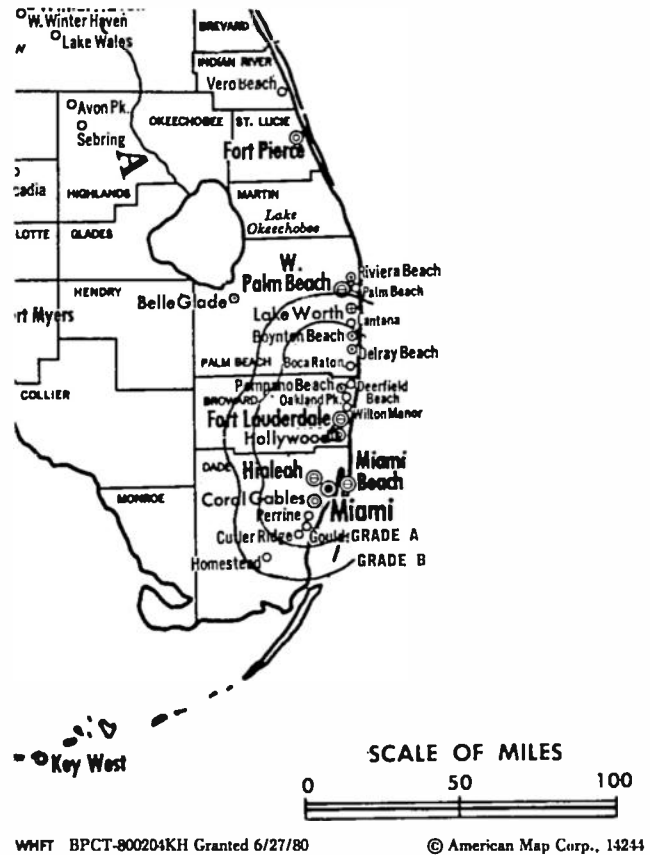 W. Winter Haven
Lake Wales
BREVARD
INDIAN RIVER
Vero Beach
Avon Pk.
Sebring
OKEECHOBEE
ST. LUCIE
Fort Pierce
A
cadia
HIGHLANDS
MARTIN
Lake
Okeechobee
LOTTE
GLADES
W.
Palm Beach
Riviera Beach
Palm Beach
HENDRY
Belle Glade
rt Myers
Lake Worth
Lantana
Boynton Beach
Delray Beach
PALM BEACH
Boca Raton
COLLIER
Pompano Beach
Deerfield
Beach
BROWARD
Oakland Pk.
Wilton Manor
Fort Lauderdale
Hollywood
DADE
Hialeah
Miami
Beach
MONROE
Coral Gables
Miami
Perrine
Cutler Ridge
Goulds
GRADE A
Homestead
GRADE B
Key West
SCALE OF MILES
0 50 100
WHFT BPCT-800204KH Granted 6/27/80
© American Map Corp., 14244